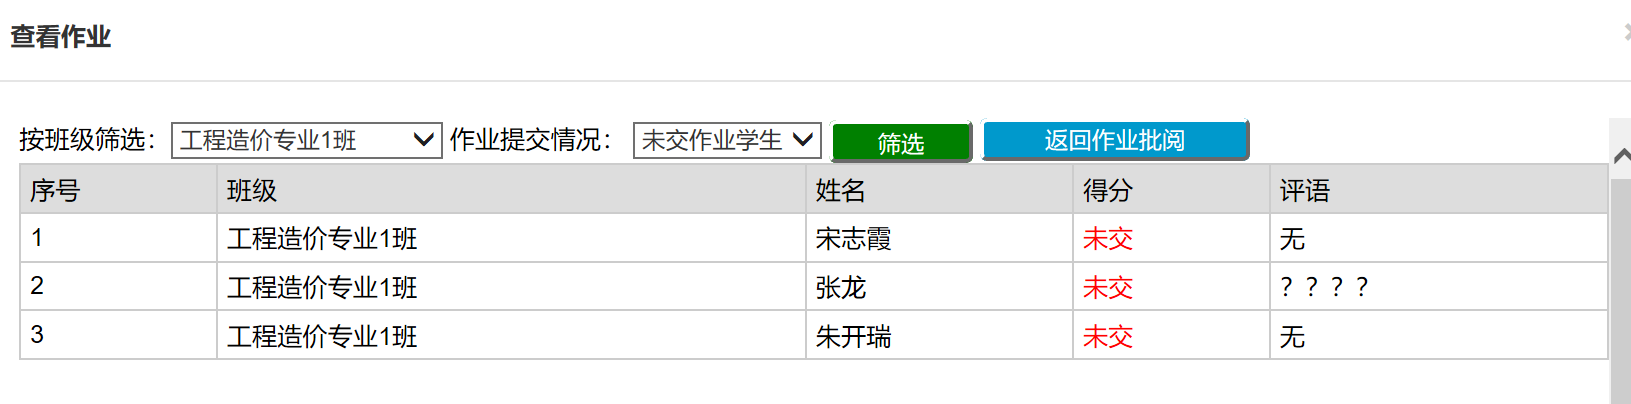 查看作业
按班级筛选： 工程造价专业1班 作业提交情况： 未交作业学生 筛选 返回作业批阅
序号 班级 姓名 得分 评语
1 工程造价专业1班 宋志霞 未交 无
2 工程造价专业1班 张龙 未交 ？？？？
3 工程造价专业1班 朱开瑞 未交 无